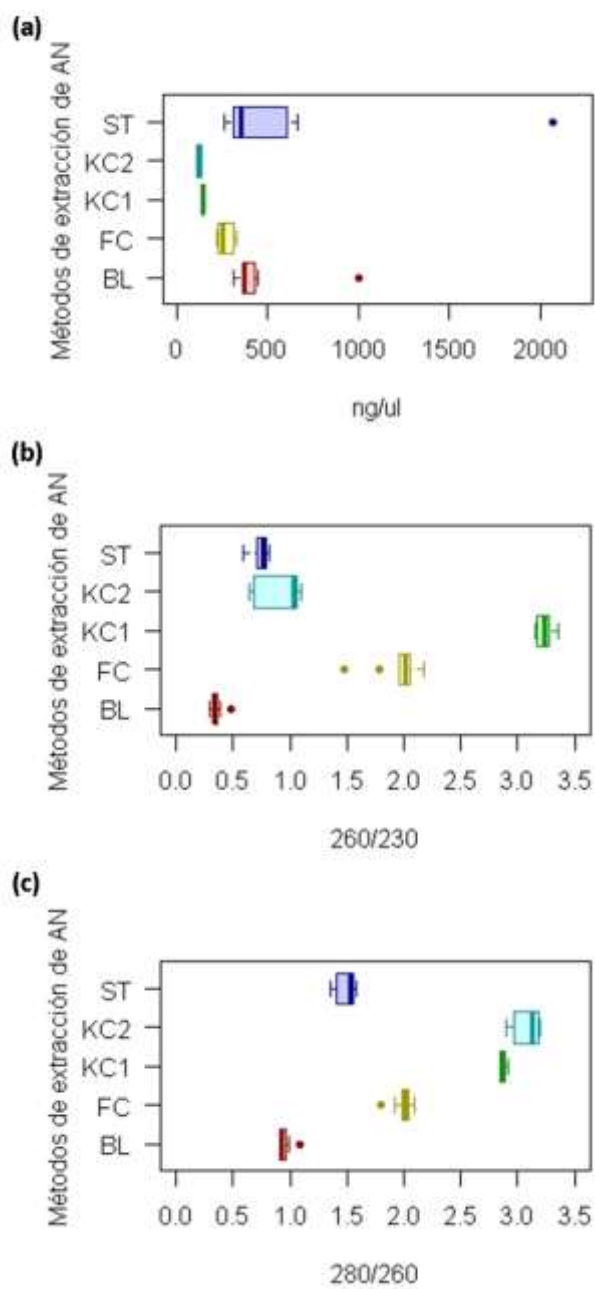 (a)
Métodos de extracción de AN
ST
KC2
KC1
FC
BL
0 500 1000 1500 2000
ng/ul
(b)
Métodos de extracción de AN
ST
KC2
KC1
FC
BL
0.0 0.5 1.0 1.5 2.0 2.5 3.0 3.5
260/230
(c)
Métodos de extracción de AN
ST
KC2
KC1
FC
BL
0.0 0.5 1.0 1.5 2.0 2.5 3.0 3.5
280/260